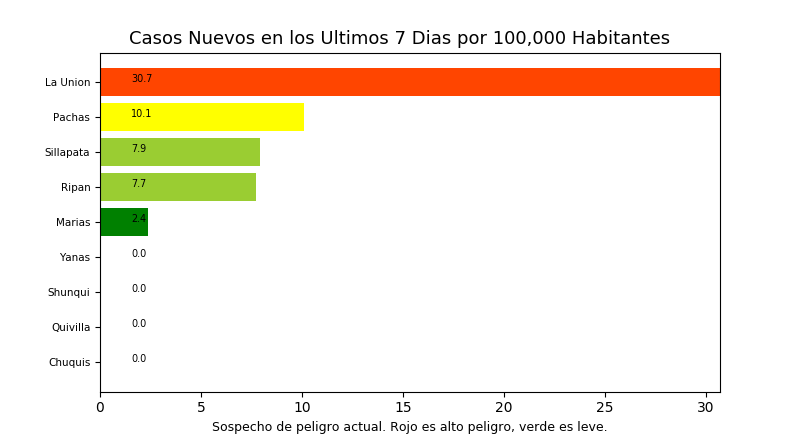 Casos Nuevos en los Ultimos 7 Dias por 100,000 Habitantes
La Union 30.7
Pachas 10.1
Sillapata 7.9
Ripan 7.7
Marias 2.4
Yanas 0.0
Shunqui 0.0
Quivilla 0.0
Chuquis 0.0
0 5 10 15 20 25 30
Sospecho de peligro actual. Rojo es alto peligro, verde es leve.